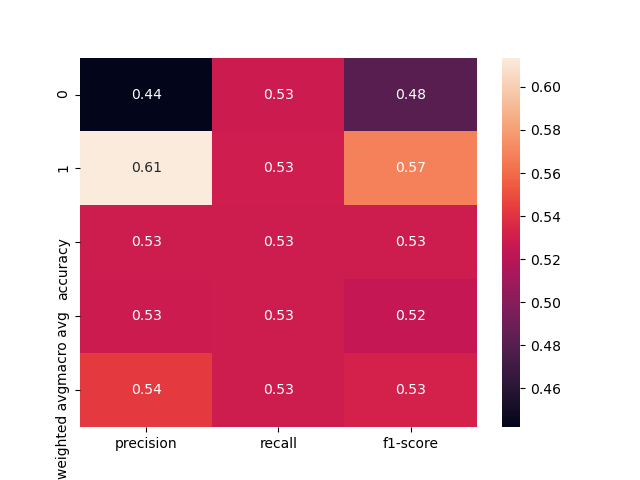 0 0.44 0.53 0.48
1 0.61 0.53 0.57
accuracy 0.53 0.53 0.53
macro avg 0.53 0.53 0.52
weighted avg 0.54 0.53 0.53
precision recall f1-score
0.60
0.58
0.56
0.54
0.52
0.50
0.48
0.46